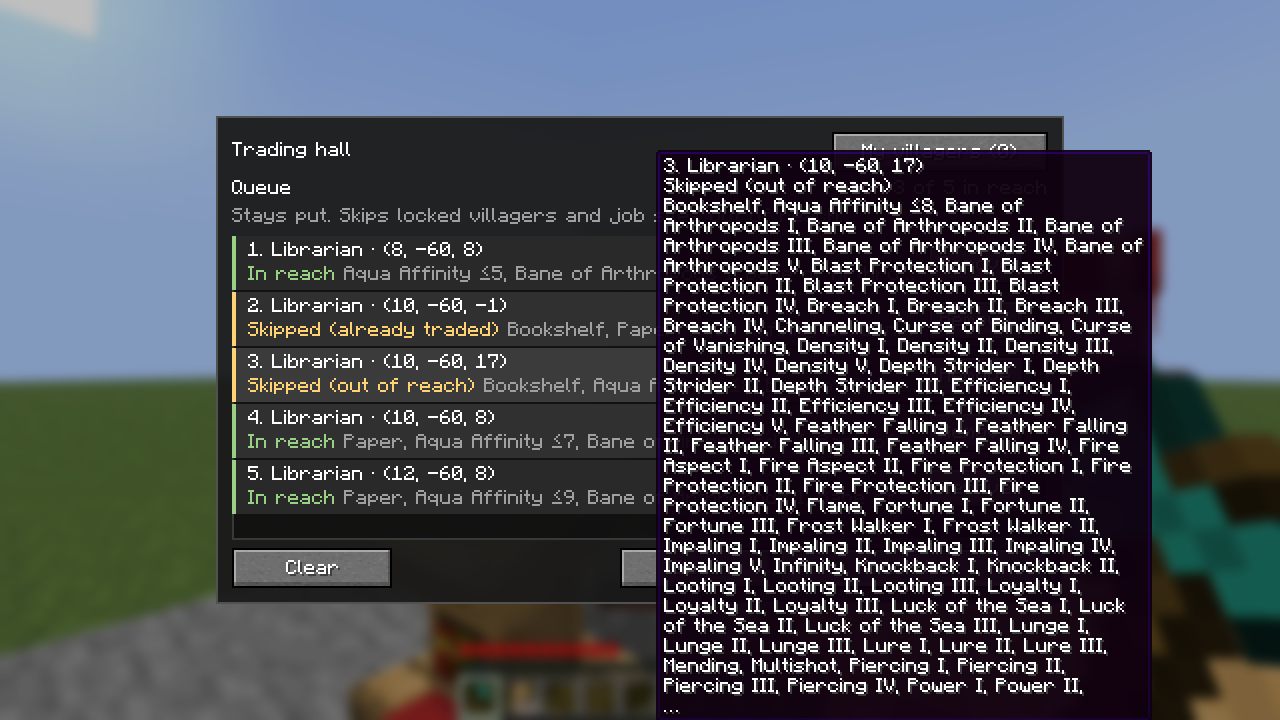 Trading hall
My villagers (8)
Queue
3 of 5 in reach
Stays put. Skips locked villagers and job
1. Librarian · (8, -60, 8)
In reach Aqua Affinity ≤5, Bane of Arthr
2. Librarian · (10, -60, -1)
Skipped (already traded) Bookshelf, Pap
3. Librarian · (10, -60, 17)
Skipped (out of reach) Bookshelf, Aqua
4. Librarian · (10, -60, 8)
In reach Paper, Aqua Affinity ≤7, Bane o
5. Librarian · (12, -60, 8)
In reach Paper, Aqua Affinity ≤9, Bane o
Clear
3. Librarian · (10, -60, 17)
Skipped (out of reach)
Bookshelf, Aqua Affinity ≤8, Bane of
Arthropods I, Bane of Arthropods II, Bane of
Arthropods III, Bane of Arthropods IV, Bane of
Arthropods V, Blast Protection I, Blast
Protection II, Blast Protection III, Blast
Protection IV, Breach I, Breach II, Breach III,
Breach IV, Channeling, Curse of Binding, Curse
of Vanishing, Density I, Density II, Density III,
Density IV, Density V, Depth Strider I, Depth
Strider II, Depth Strider III, Efficiency I,
Efficiency II, Efficiency III, Efficiency IV,
Efficiency V, Feather Falling I, Feather Falling
II, Feather Falling III, Feather Falling IV, Fire
Aspect I, Fire Aspect II, Fire Protection I, Fire
Protection II, Fire Protection III, Fire
Protection IV, Flame, Fortune I, Fortune II,
Fortune III, Frost Walker I, Frost Walker II,
Impaling I, Impaling II, Impaling III, Impaling IV,
Impaling V, Infinity, Knockback I, Knockback II,
Looting I, Looting II, Looting III, Loyalty I,
Loyalty II, Loyalty III, Luck of the Sea I, Luck
of the Sea II, Luck of the Sea III, Lunge I,
Lunge II, Lunge III, Lure I, Lure II, Lure III,
Mending, Multishot, Piercing I, Piercing II,
Piercing III, Piercing IV, Power I, Power II,
...